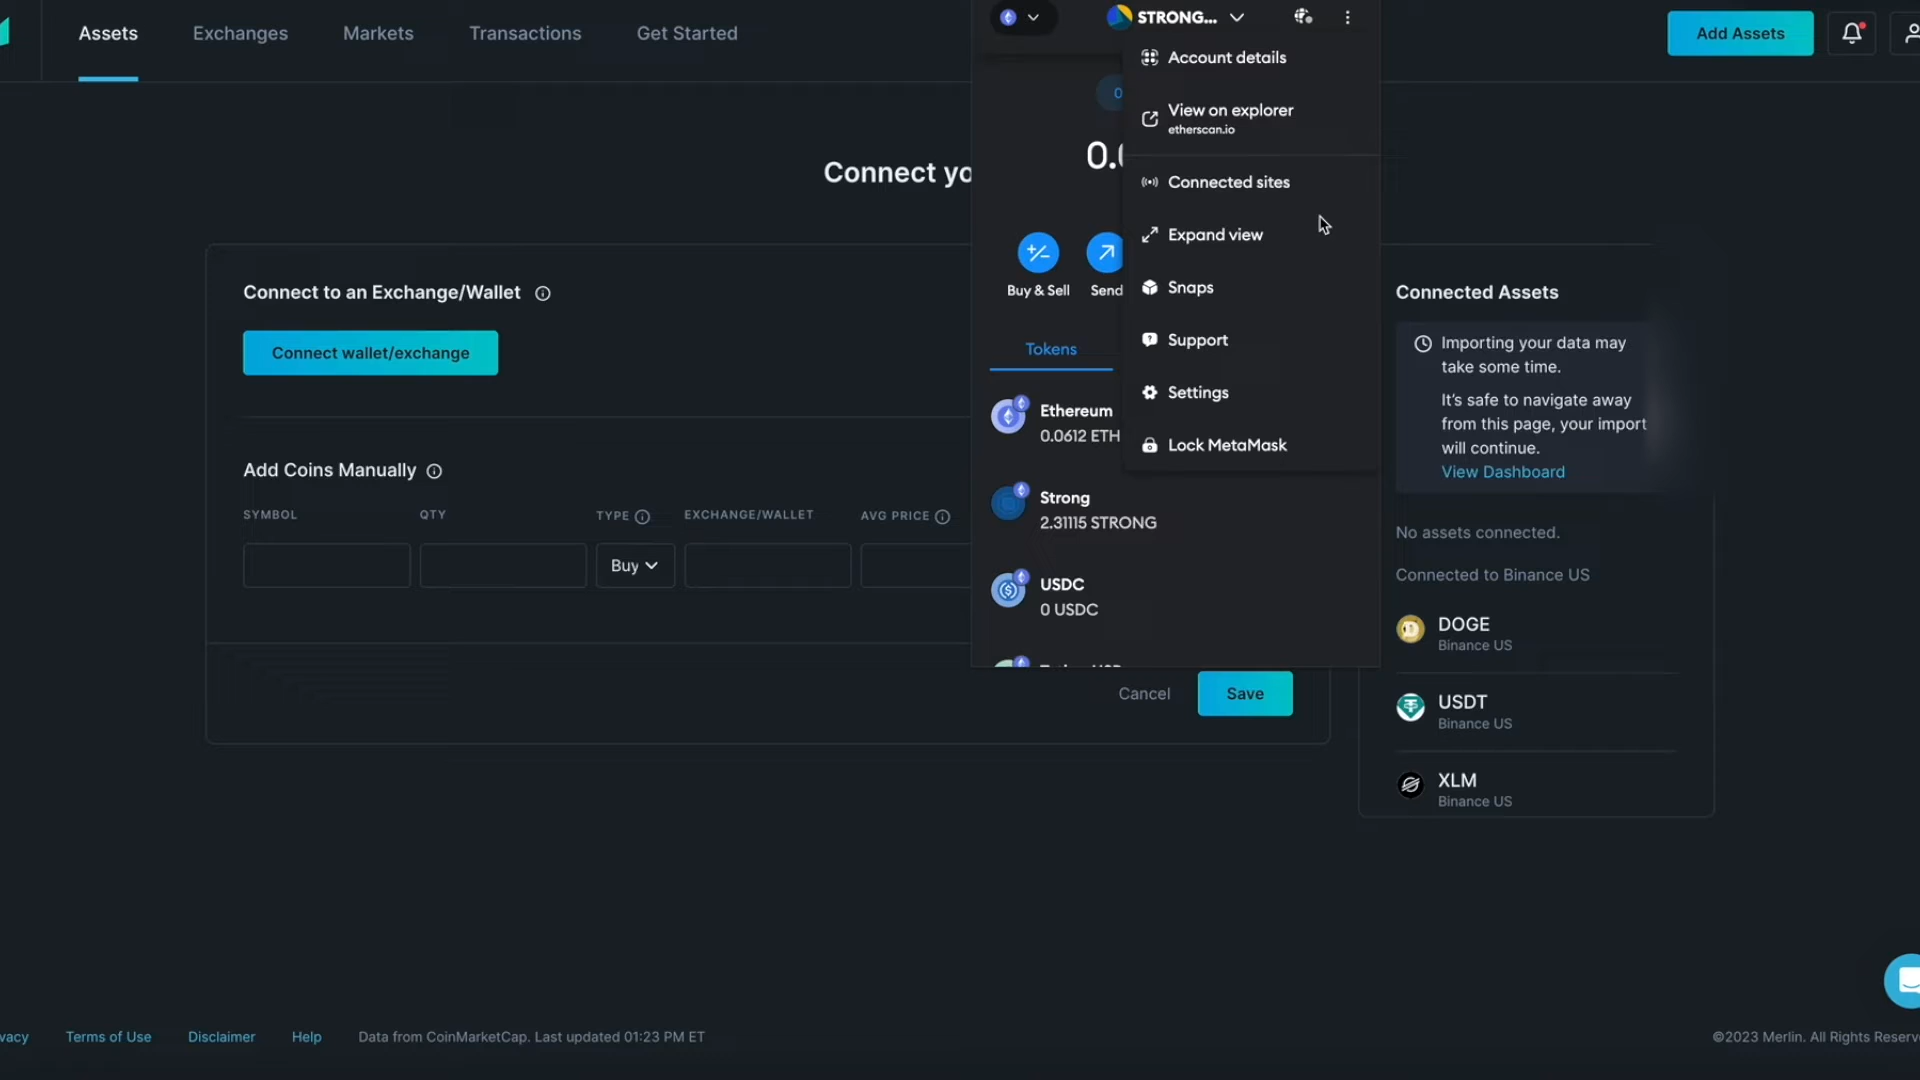 Assets
Exchanges
Markets
Transactions
Get Started
STRONG...
Add Assets
Account details
View on explorer
etherscan.io
0
0.0
Connect yo
Connected sites
Expand view
Buy & Sell
Send
Snaps
Support
Settings
Lock MetaMask
Connect to an Exchange/Wallet
Connect wallet/exchange
Tokens
Ethereum
0.0612 ETH
Strong
2.31115 STRONG
USDC
0 USDC
Add Coins Manually
SYMBOL
QTY
TYPE
EXCHANGE/WALLET
AVG PRICE
Buy
Cancel
Save
Connected Assets
Importing your data may
take some time.
It's safe to navigate away
from this page, your import
will continue.
View Dashboard
No assets connected.
Connected to Binance US
DOGE
Binance US
USDT
Binance US
XLM
Binance US
vacy
Terms of Use
Disclaimer
Help
Data from CoinMarketCap. Last updated 01:23 PM ET
©2023 Merlin. All Rights Reserve